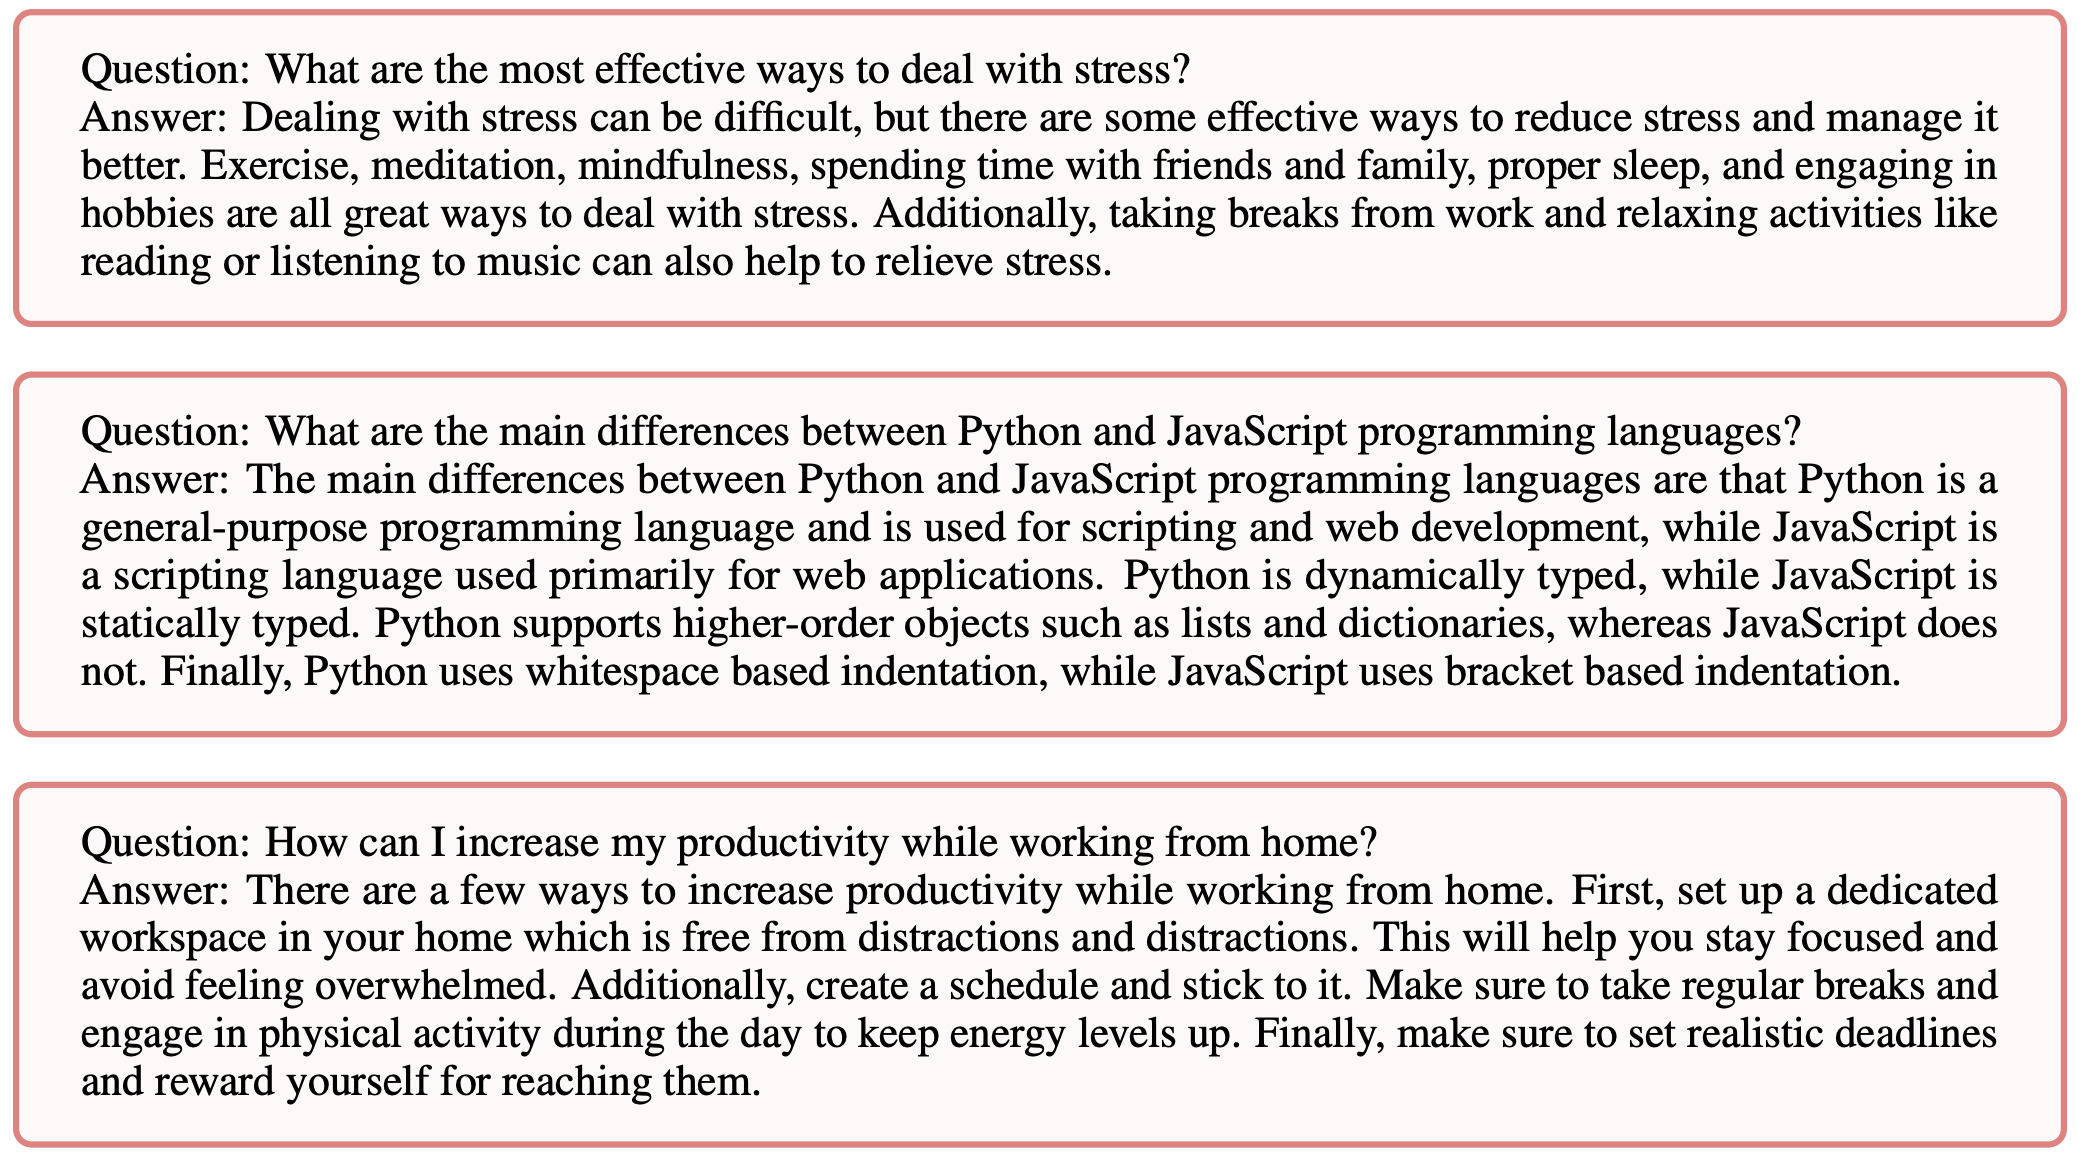 Question: What are the most effective ways to deal with stress?
Answer: Dealing with stress can be difficult, but there are some effective ways to reduce stress and manage it
better. Exercise, meditation, mindfulness, spending time with friends and family, proper sleep, and engaging in
hobbies are all great ways to deal with stress. Additionally, taking breaks from work and relaxing activities like
reading or listening to music can also help to relieve stress.
Question: What are the main differences between Python and JavaScript programming languages?
Answer: The main differences between Python and JavaScript programming languages are that Python is a
general-purpose programming language and is used for scripting and web development, while JavaScript is
a scripting language used primarily for web applications. Python is dynamically typed, while JavaScript is
statically typed. Python supports higher-order objects such as lists and dictionaries, whereas JavaScript does
not. Finally, Python uses whitespace based indentation, while JavaScript uses bracket based indentation.
Question: How can I increase my productivity while working from home?
Answer: There are a few ways to increase productivity while working from home. First, set up a dedicated
workspace in your home which is free from distractions and distractions. This will help you stay focused and
avoid feeling overwhelmed. Additionally, create a schedule and stick to it. Make sure to take regular breaks and
engage in physical activity during the day to keep energy levels up. Finally, make sure to set realistic deadlines
and reward yourself for reaching them.